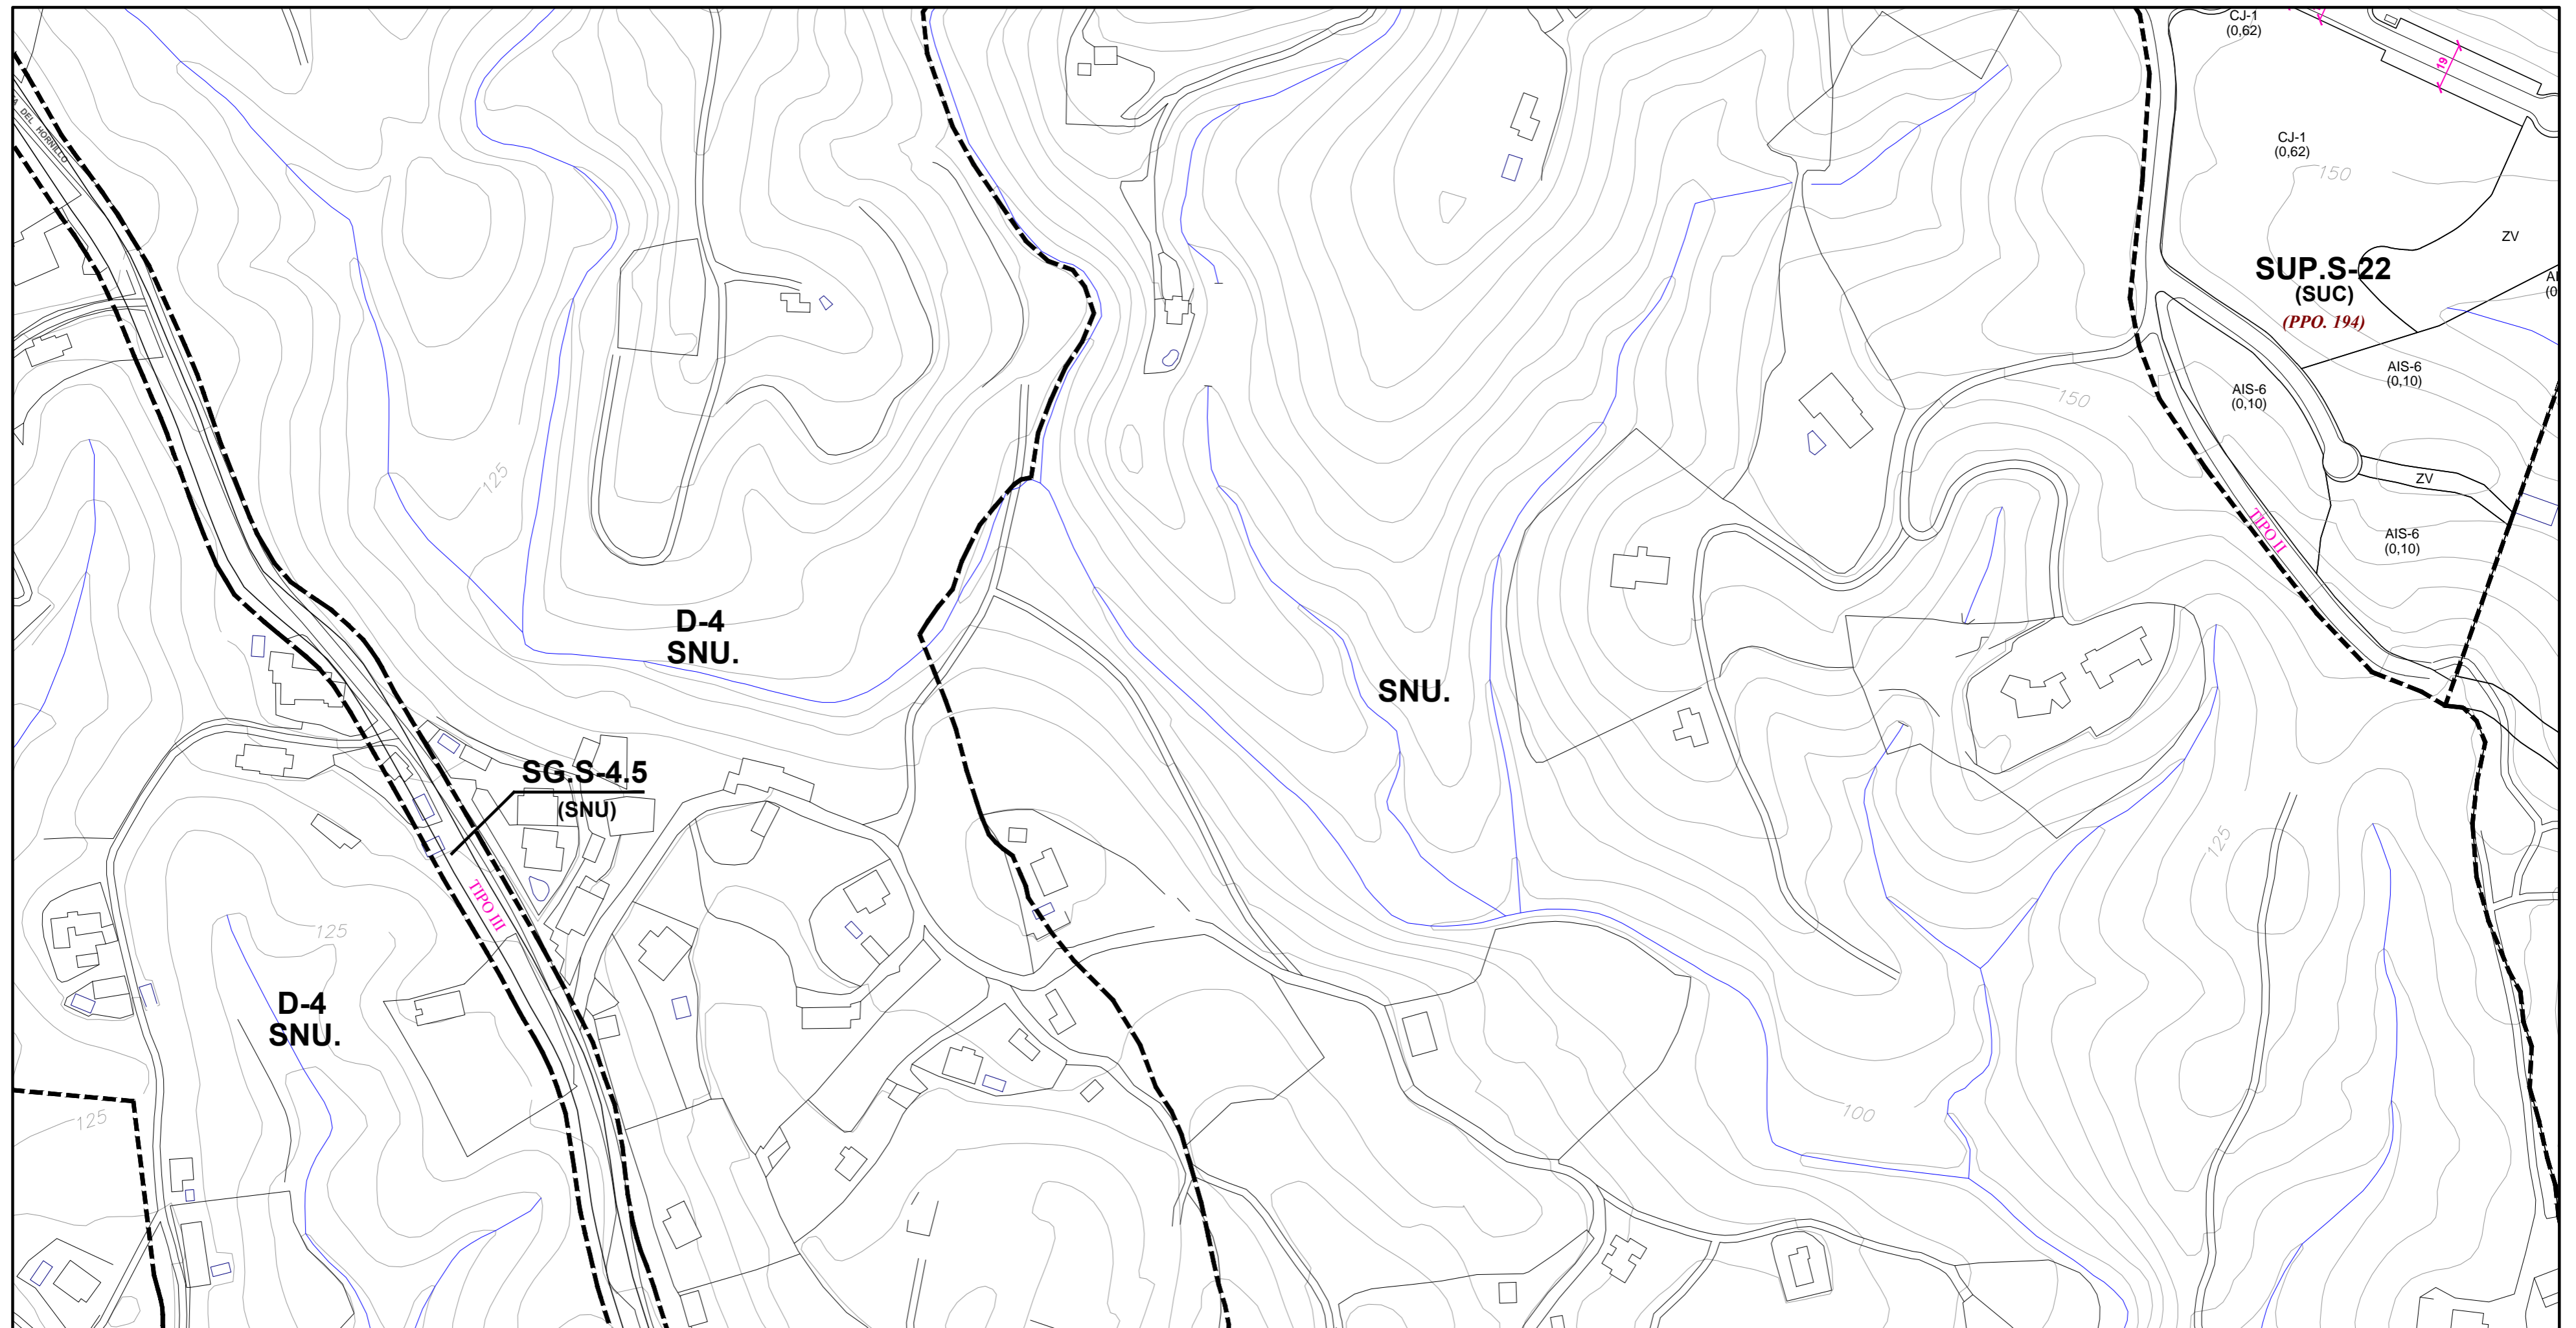 CJ-1
(0,62)
19
DEL HORNILLO
CJ-1
(0,62)
150
ZV
SUP.S-22
(SUC)
(PPO. 194)
AIS-6
(0,10)
AIS-6
(0,10)
150
125
ZV
TIPO II
AIS-6
(0,10)
D-4
SNU.
SNU.
SG.S-4.5
(SNU)
125
TIPO III
125
D-4
SNU.
100
125